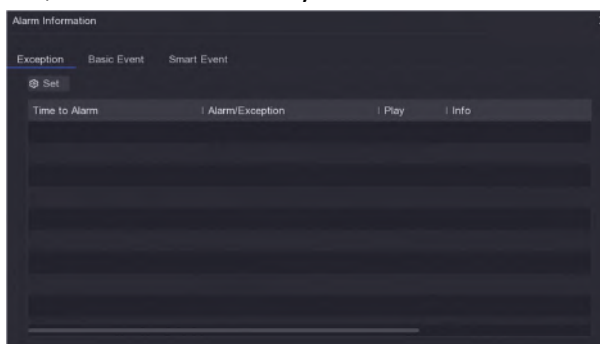 Alarm Information
Exception Basic Event Smart Event
Set
Time to Alarm Alarm/Exception Play Info